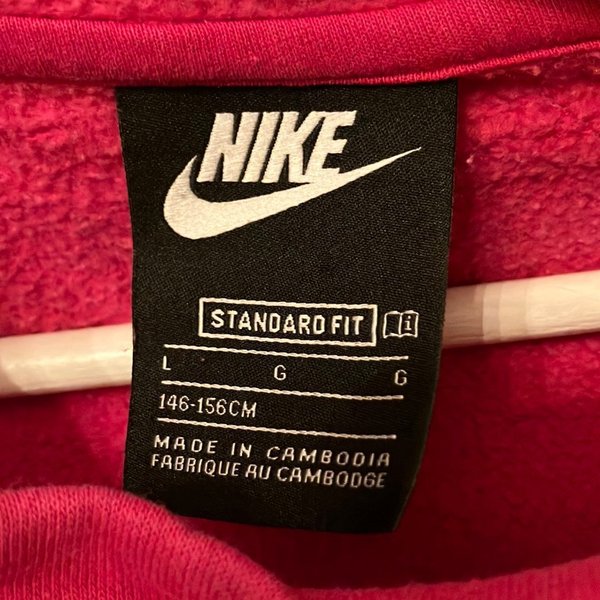 NIKE
STANDARD FIT
L G G
146-156CM
MADE IN CAMBODIA
FABRIQUE AU CAMBODGE